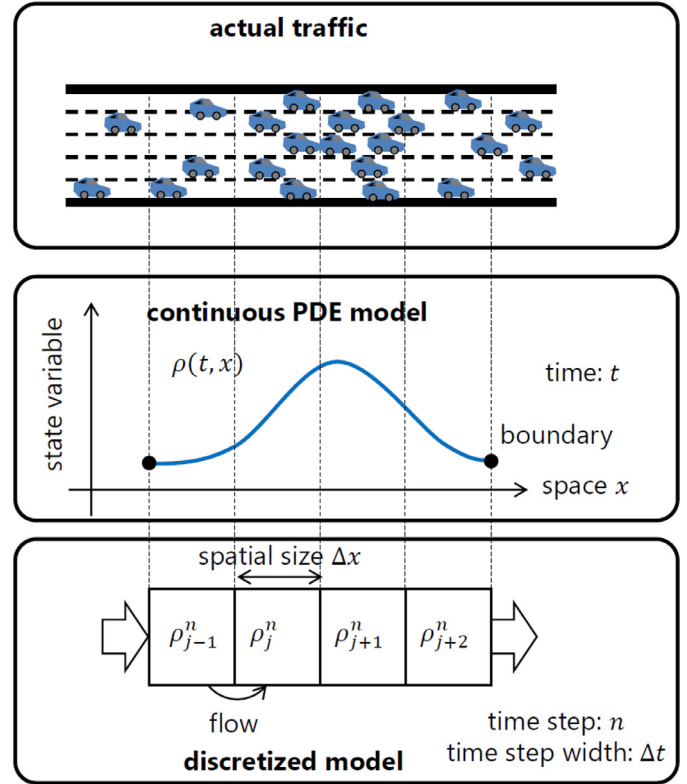 actual traffic
continuous PDE model
state variable
ρ(t, x)
time: t
boundary
space x
spatial size Δx
ρ_{j−1}^n ρ_j^n ρ_{j+1}^n ρ_{j+2}^n
flow
time step: n
time step width: Δt
discretized model